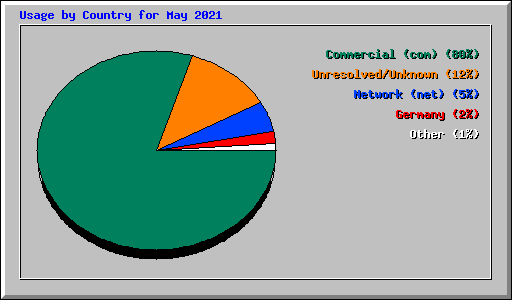 Usage by Country for May 2021
Commercial (com) (80%)
Unresolved/Unknown (12%)
Network (net) (5%)
Germany (2%)
Other (1%)